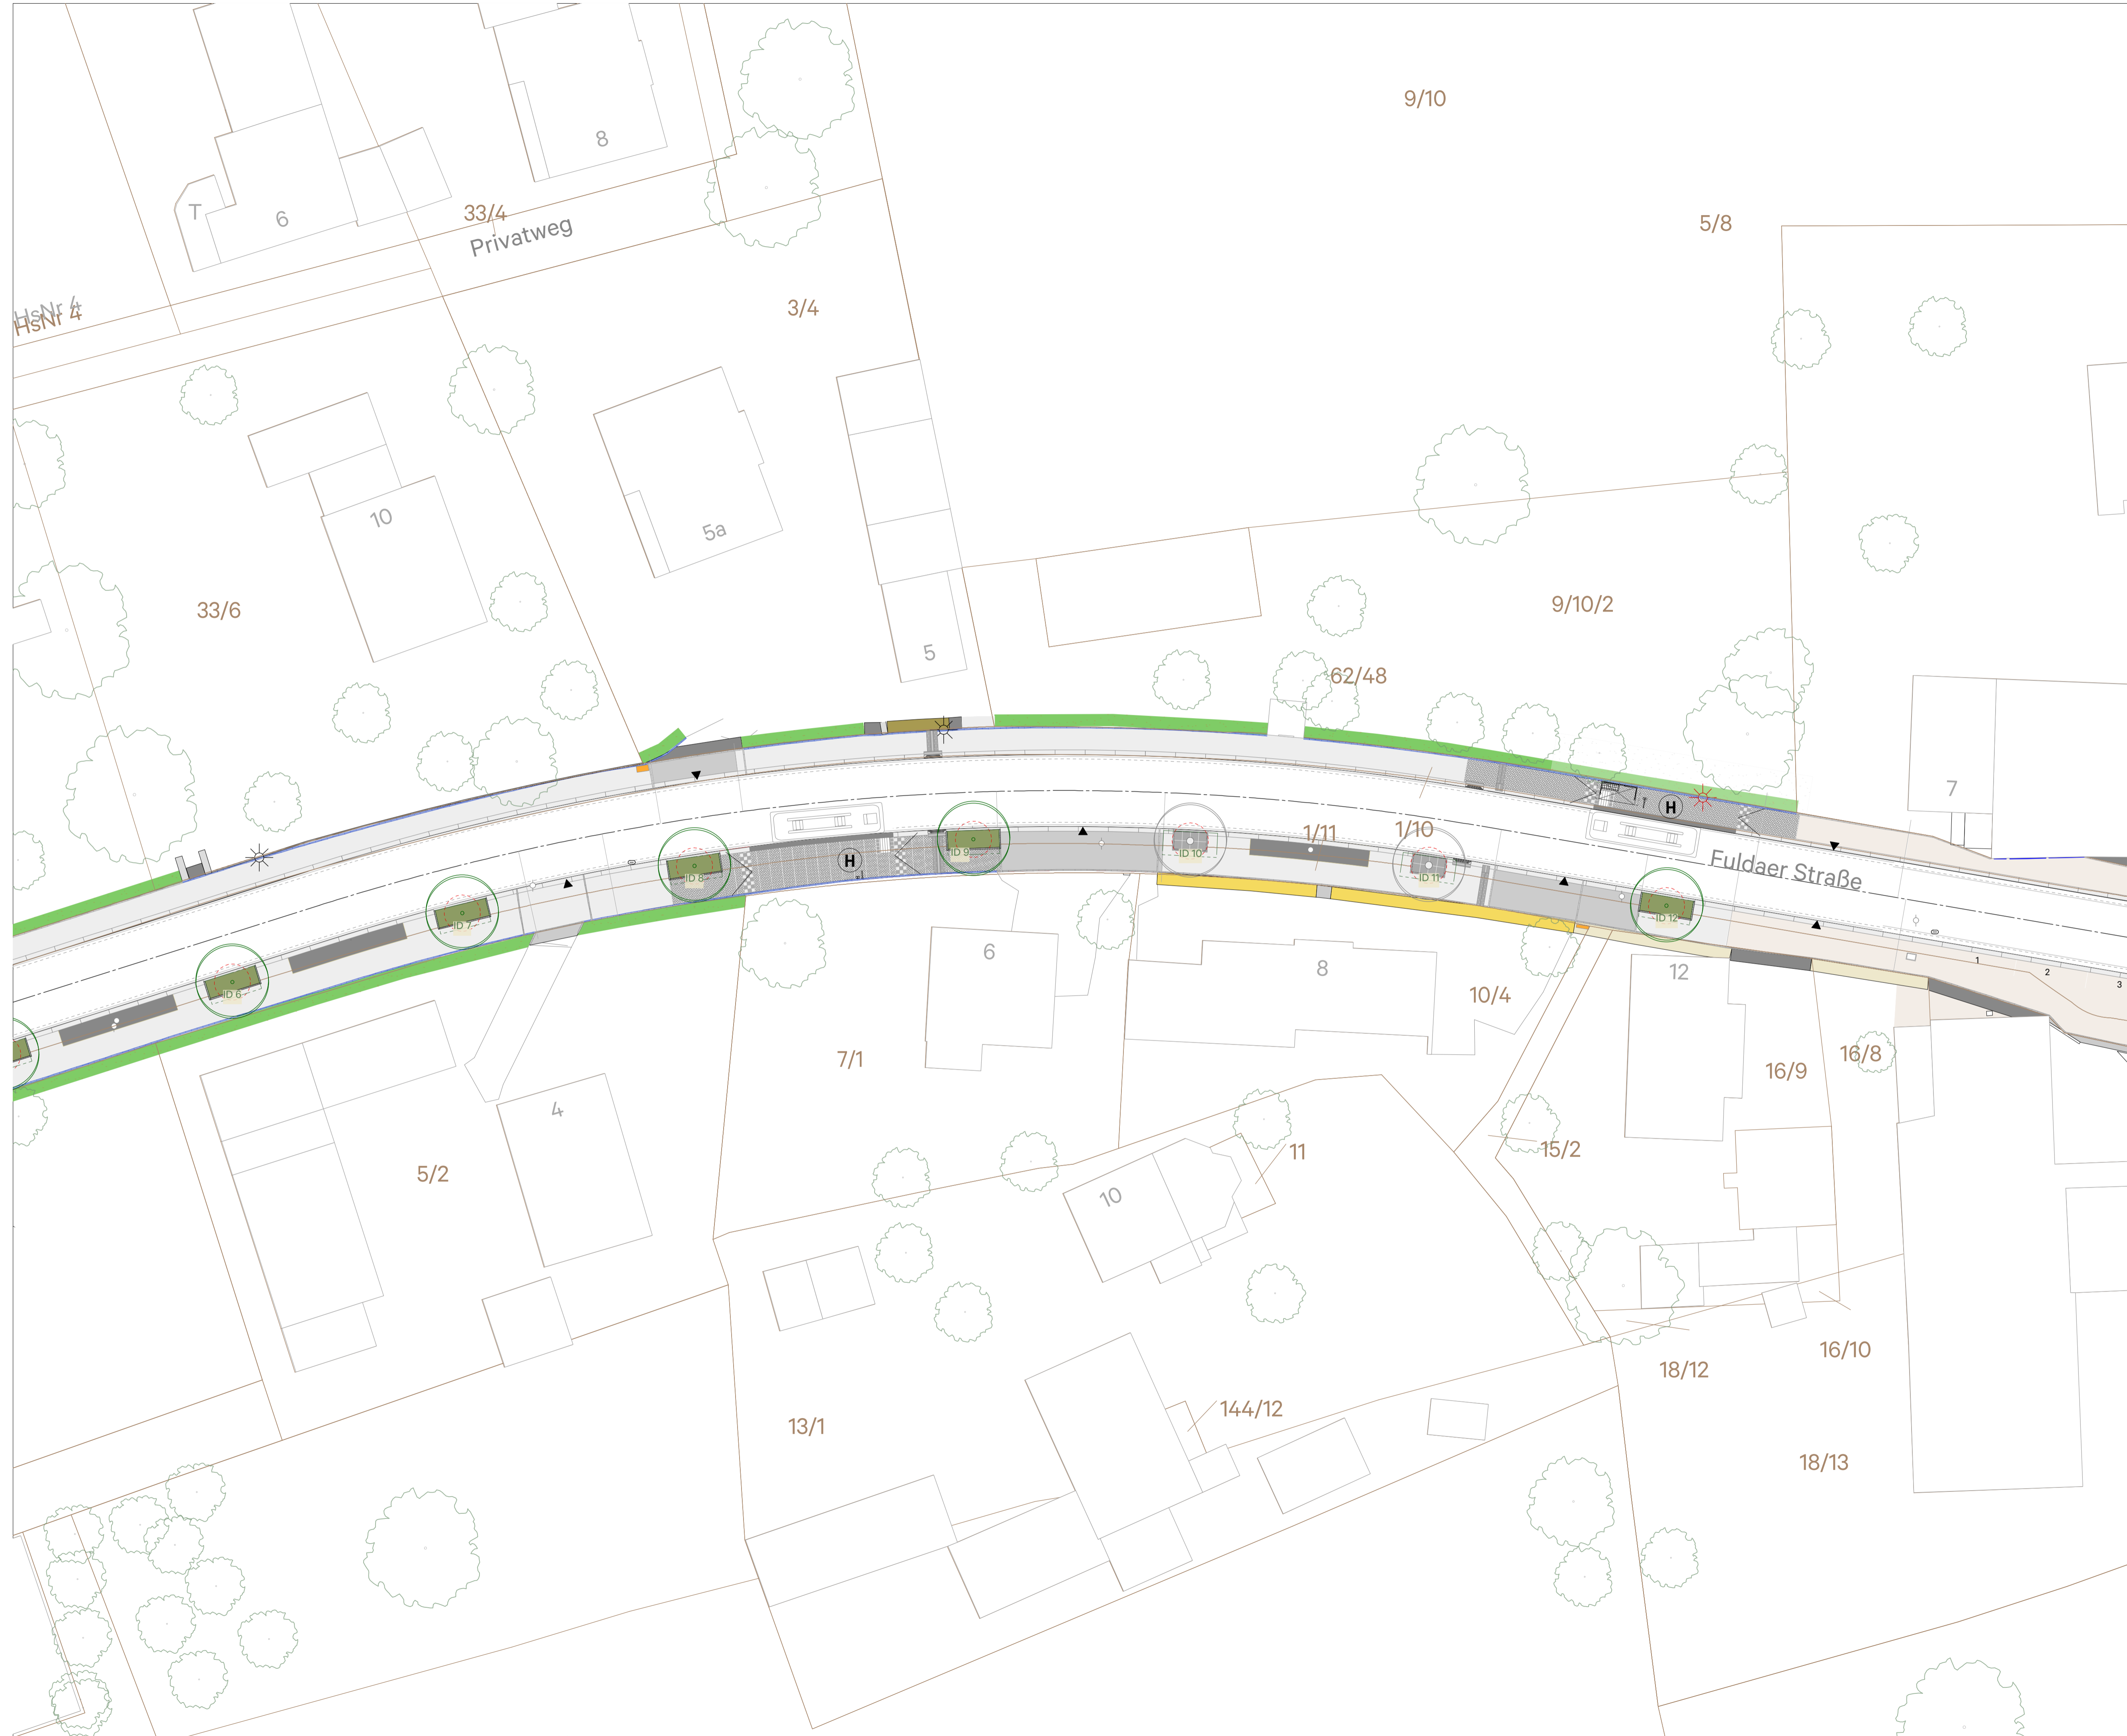 9/10
8
T
6
33/4
Privatweg
5/8
HsNr 4
HsNr 4
3/4
10
5a
33/6
9/10/2
5
62/48
7
H
1/11
1/10
H
Fuldaer Straße
ID 9
ID 10
ID 8
ID 11
ID 7
ID 12
ID 6
6
8
12
1
2
3
10/4
7/1
16/8
16/9
4
15/2
11
5/2
10
16/10
18/12
144/12
13/1
18/13